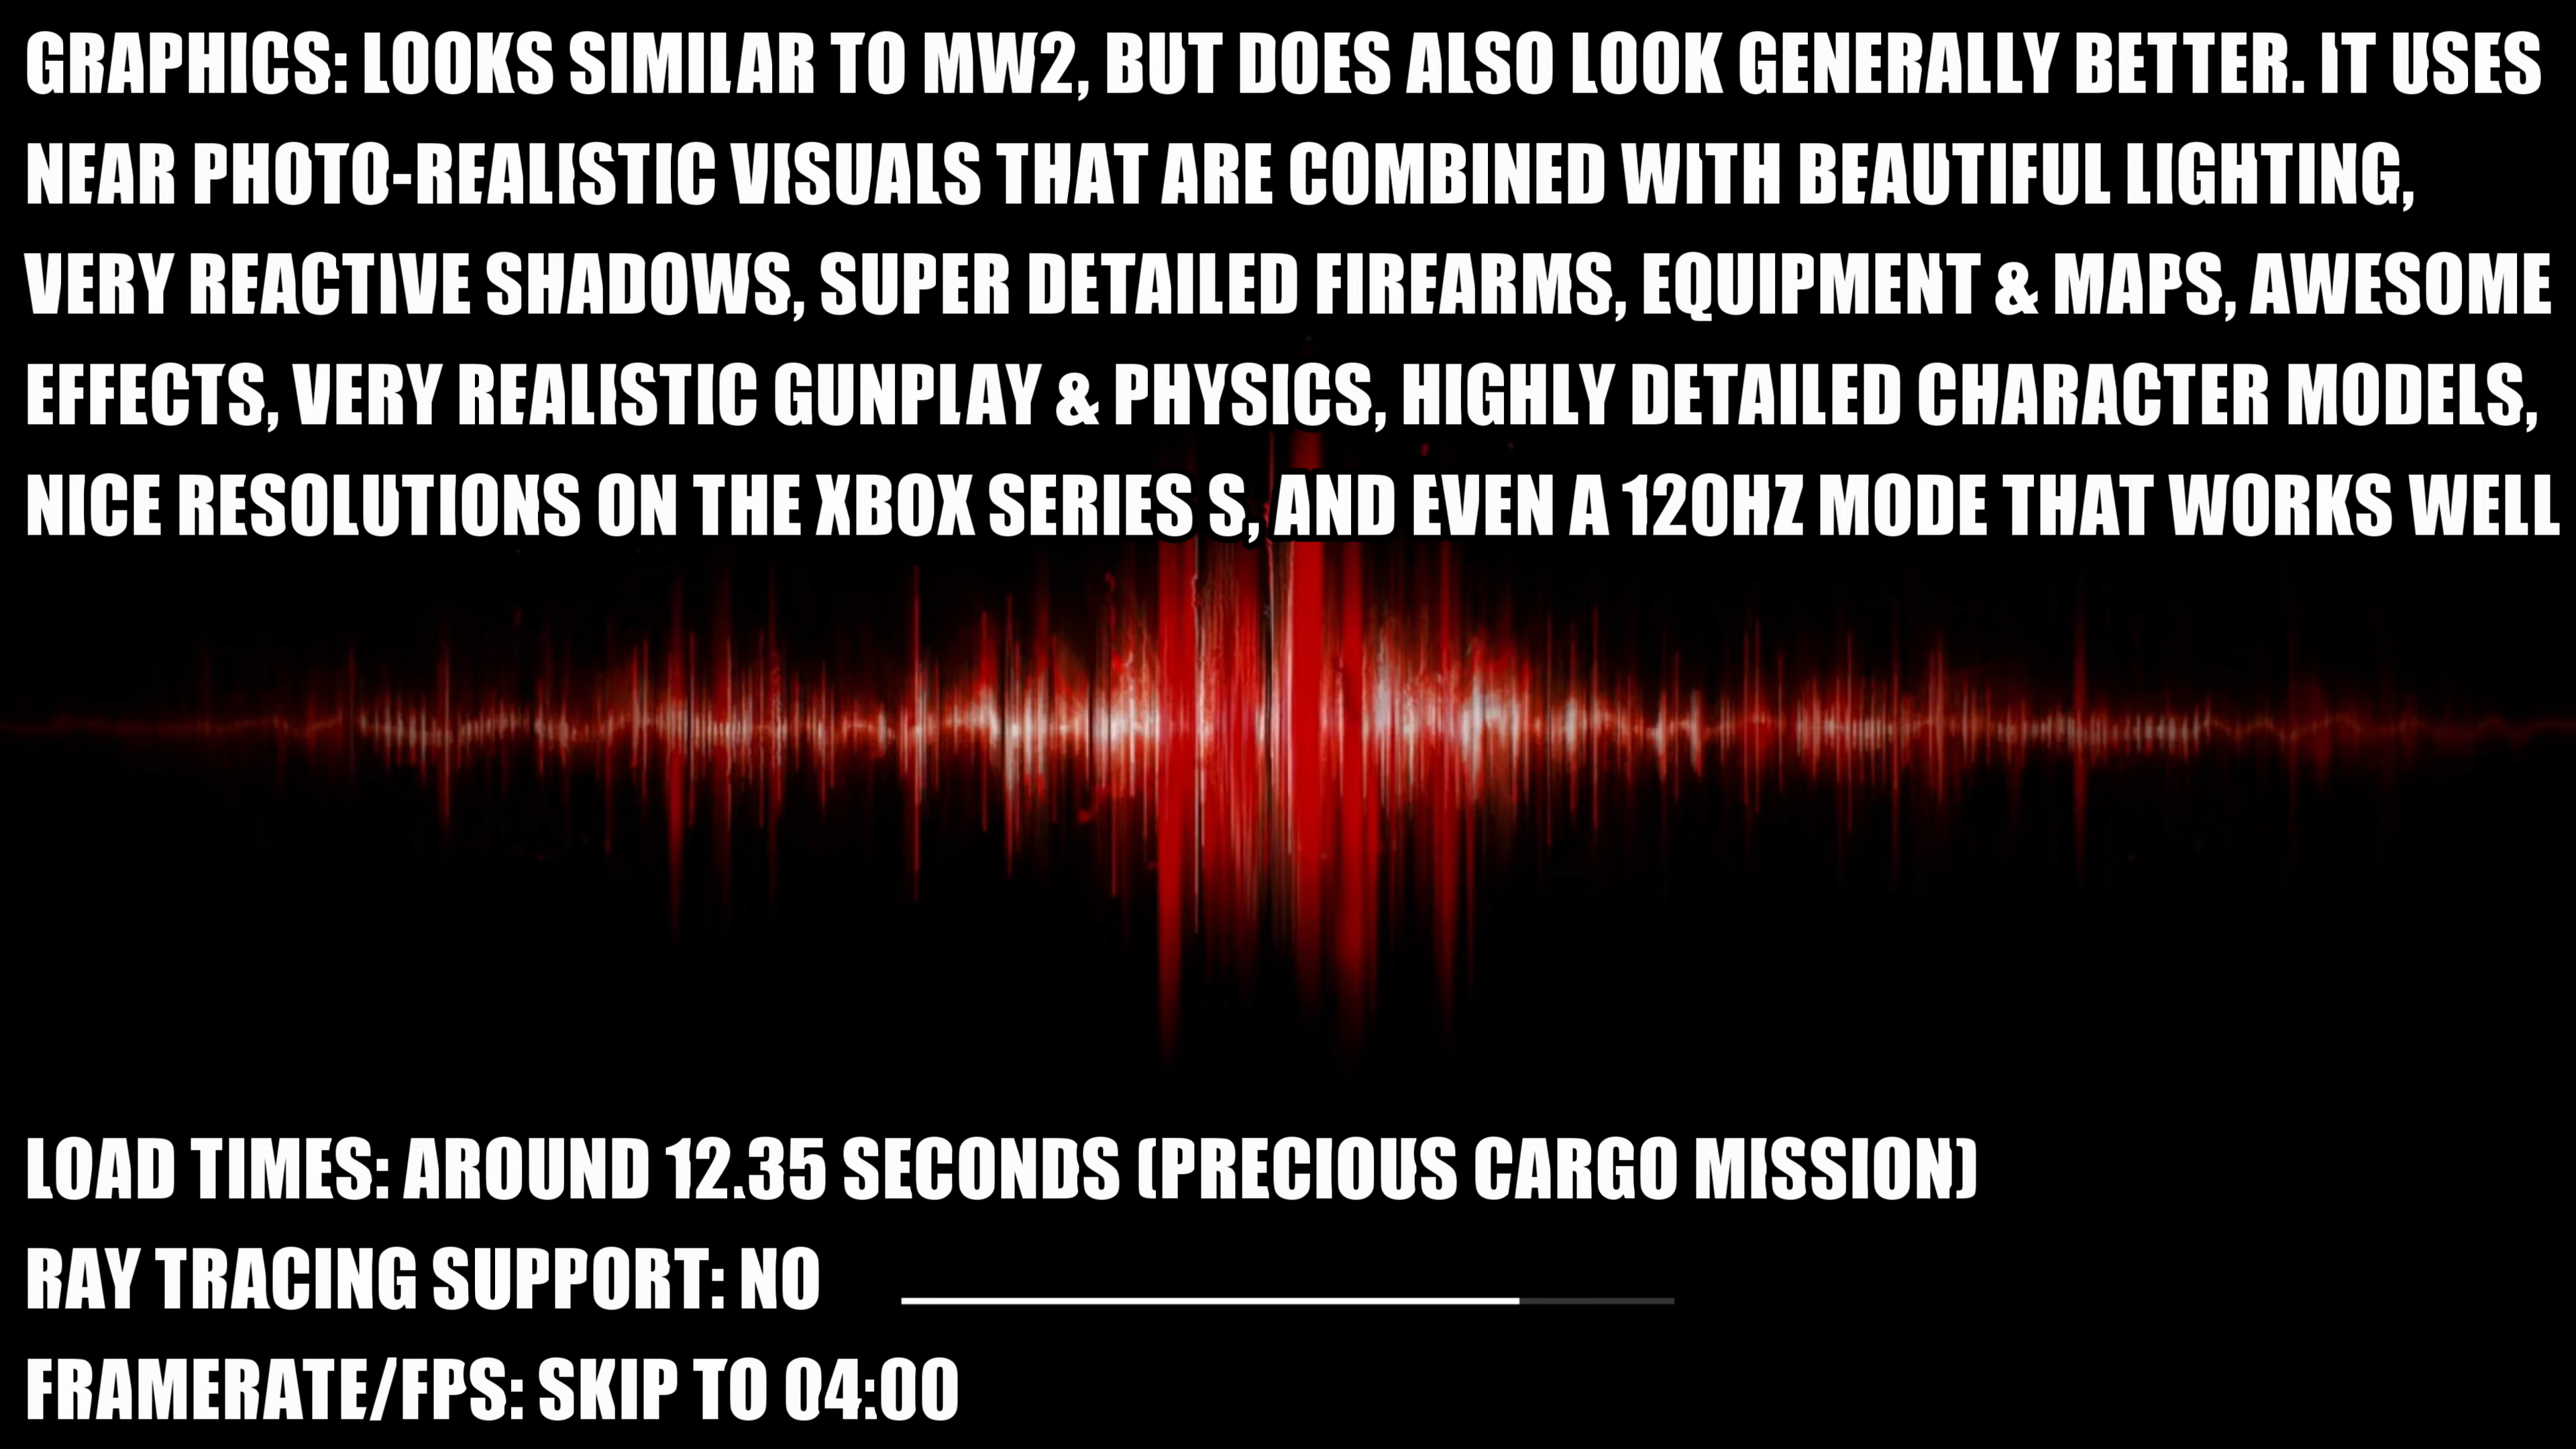 GRAPHICS: LOOKS SIMILAR TO MW2, BUT DOES ALSO LOOK GENERALLY BETTER. IT USES
NEAR PHOTO-REALISTIC VISUALS THAT ARE COMBINED WITH BEAUTIFUL LIGHTING,
VERY REACTIVE SHADOWS, SUPER DETAILED FIREARMS, EQUIPMENT & MAPS, AWESOME
EFFECTS, VERY REALISTIC GUNPLAY & PHYSICS, HIGHLY DETAILED CHARACTER MODELS,
NICE RESOLUTIONS ON THE XBOX SERIES S, AND EVEN A 120HZ MODE THAT WORKS WELL
LOAD TIMES: AROUND 12.35 SECONDS (PRECIOUS CARGO MISSION)
RAY TRACING SUPPORT: NO
FRAMERATE/FPS: SKIP TO 04:00